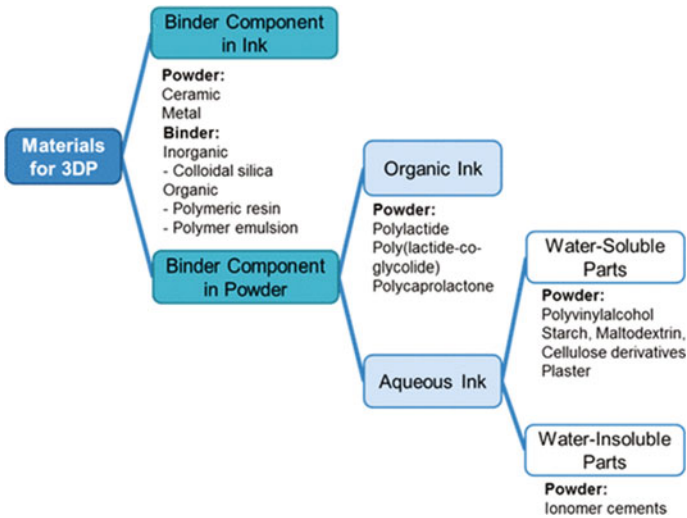 Binder Component
in Ink
Powder:
Ceramic
Metal
Binder:
Inorganic
- Colloidal silica
Organic
- Polymeric resin
- Polymer emulsion
Materials
for 3DP
Binder Component
in Powder
Organic Ink
Powder:
Polylactide
Poly(lactide-co-
glycolide)
Polycaprolactone
Aqueous Ink
Water-Soluble
Parts
Powder:
Polyvinylalcohol
Starch, Maltodextrin,
Cellulose derivatives
Plaster
Water-Insoluble
Parts
Powder:
Ionomer cements